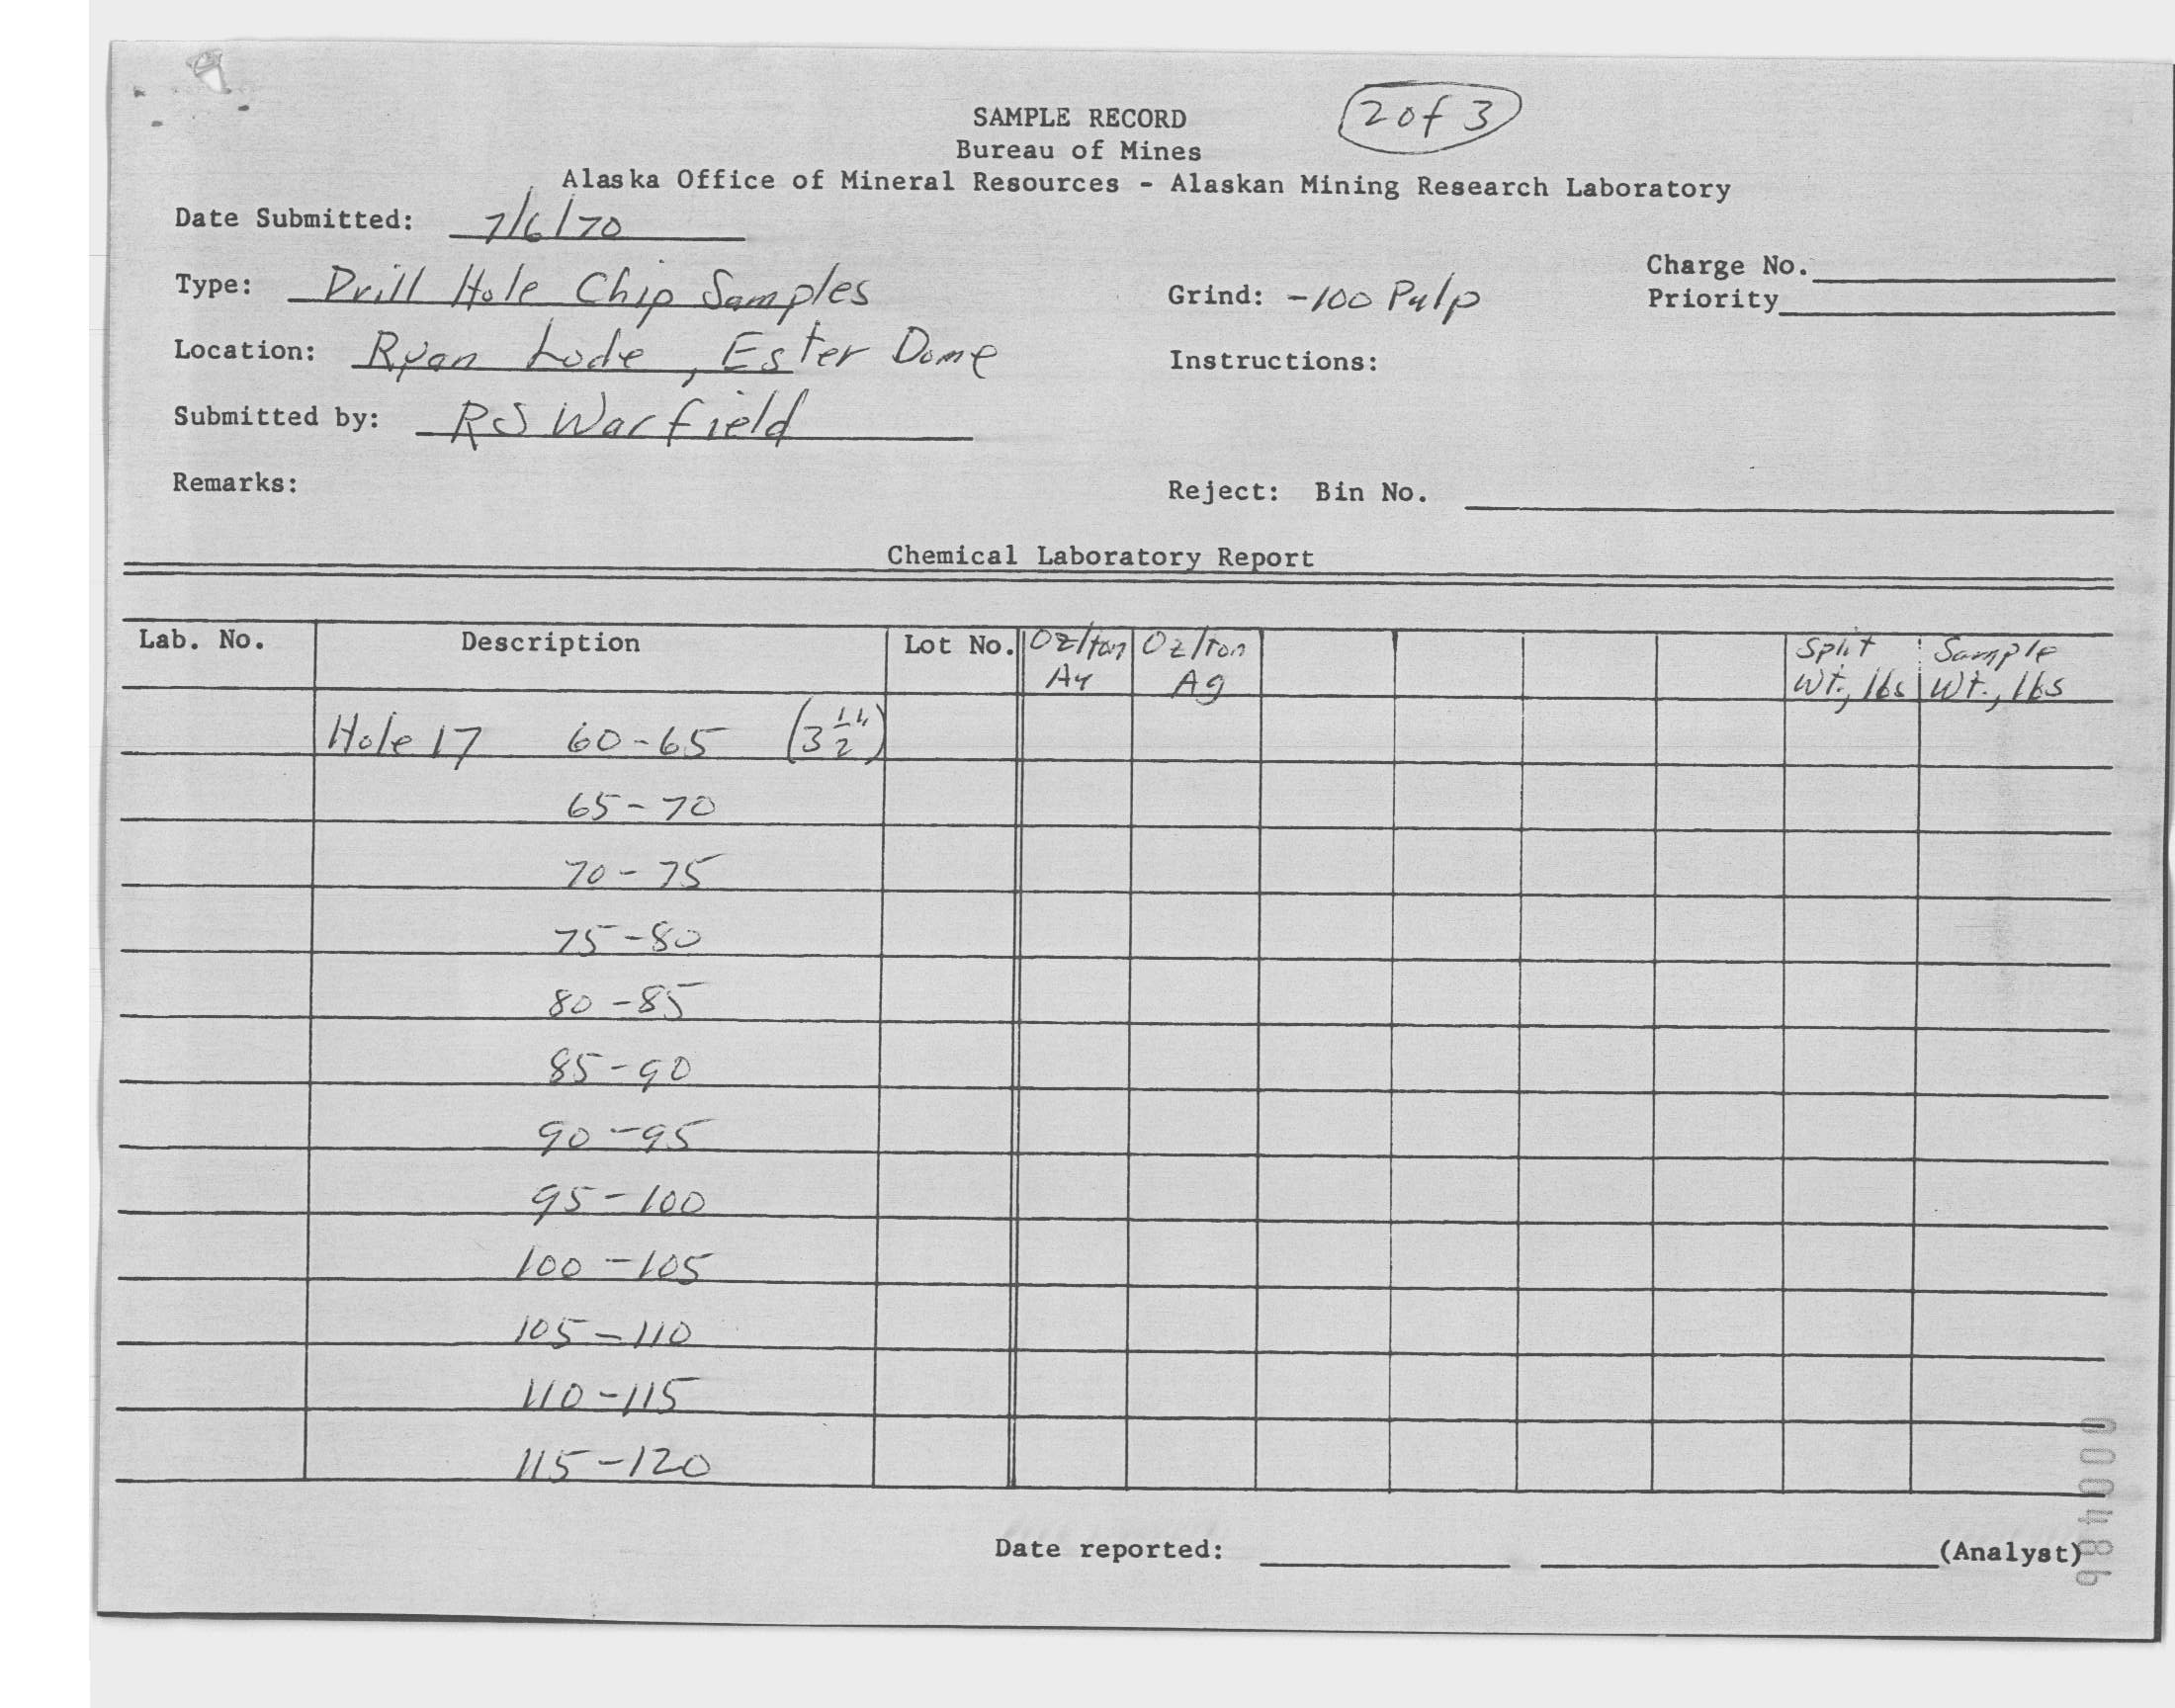 SAMPLE RECORD
2 of 3
Bureau of Mines
Alaska Office of Mineral Resources - Alaskan Mining Research Laboratory
Date Submitted: 7/6/70
Charge No.
Type: Drill Hole Chip Samples
Grind: -100 Pulp
Priority
Location: Ryan Lode, Ester Dome
Instructions:
Submitted by: RS Warfield
Remarks:
Reject: Bin No.
Chemical Laboratory Report
Lab. No. Description Lot No. Oz/ton Au Oz/ton Ag Split Wt., lbs Sample Wt., lbs
Hole 17 60-65 (3 1/2")
65-70
70-75
75-80
80-85
85-90
90-95
95-100
100-105
105-110
110-115
115-120
Date reported: (Analyst)
000486